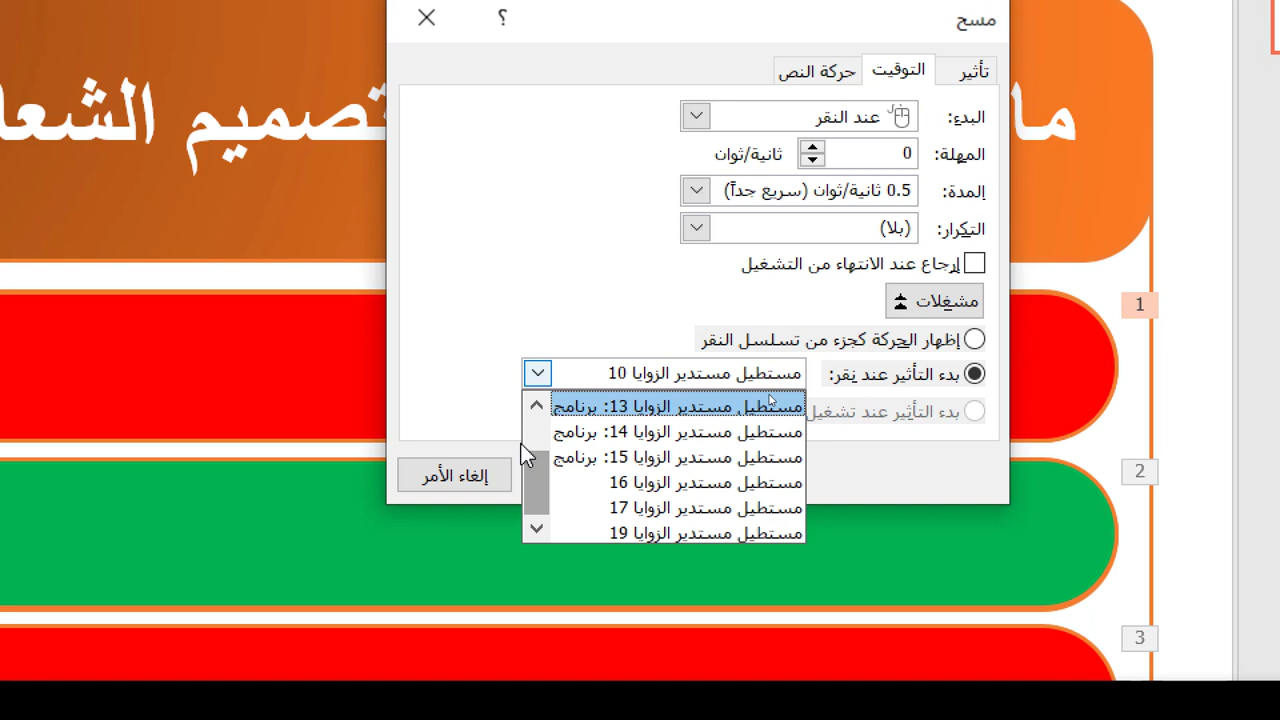 مسح
؟
ما
تصميم الشعا
تأثير
التوقيت
حركة النص
البدء:
عند النقر
المهلة:
0
ثانية/ثوان
المدة:
0.5 ثانية/ثوان (سريع جداً)
التكرار:
(بلا)
إرجاع عند الانتهاء من التشغيل
مشغلات
إظهار الحركة كجزء من تسلسل النقر
بدء التأثير عند نقر:
مستطيل مستدير الزوايا 10
بدء التأثير عند تشغيل
مستطيل مستدير الزوايا 13: برنامج
مستطيل مستدير الزوايا 14: برنامج
مستطيل مستدير الزوايا 15: برنامج
مستطيل مستدير الزوايا 16
مستطيل مستدير الزوايا 17
مستطيل مستدير الزوايا 19
إلغاء الأمر
1
2
3